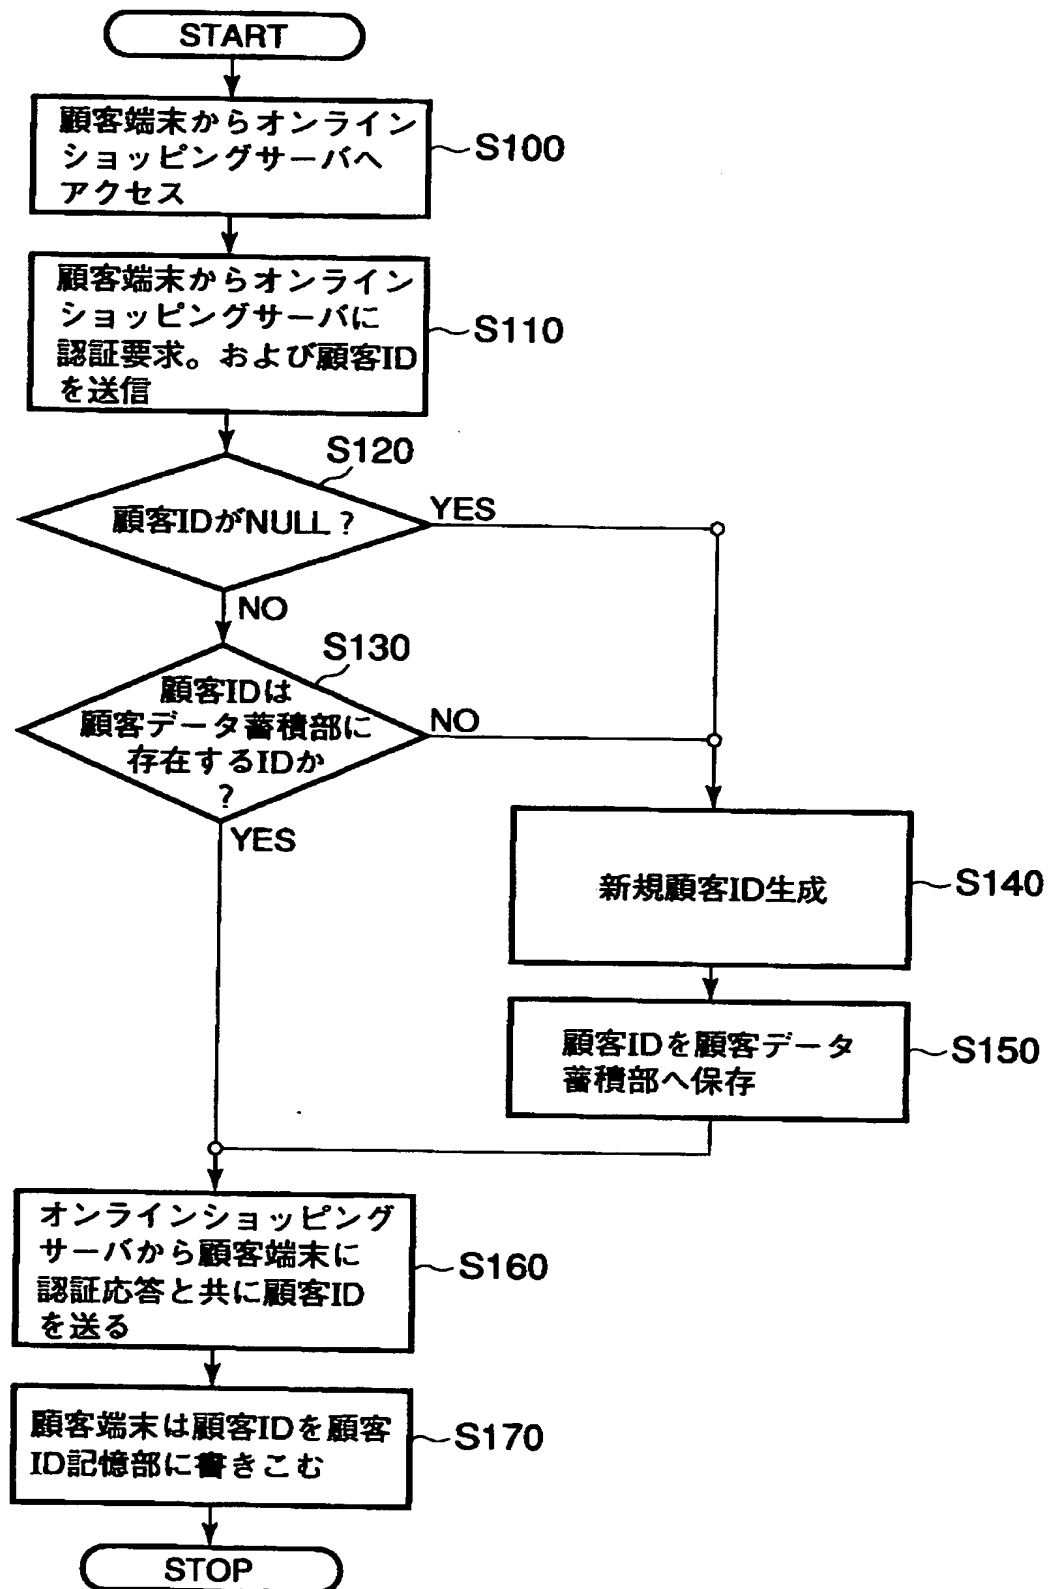 START
顧客端末からオンライン
ショッピングサーバへ
アクセス
S100
顧客端末からオンライン
ショッピングサーバに
認証要求。および顧客ID
を送信
S110
S120
顧客IDがNULL？
YES
NO
S130
顧客IDは
顧客データ蓄積部に
存在するIDか
？
NO
YES
新規顧客ID生成
S140
顧客IDを顧客データ
蓄積部へ保存
S150
オンラインショッピング
サーバから顧客端末に
認証応答と共に顧客ID
を送る
S160
顧客端末は顧客IDを顧客
ID記憶部に書きこむ
S170
STOP